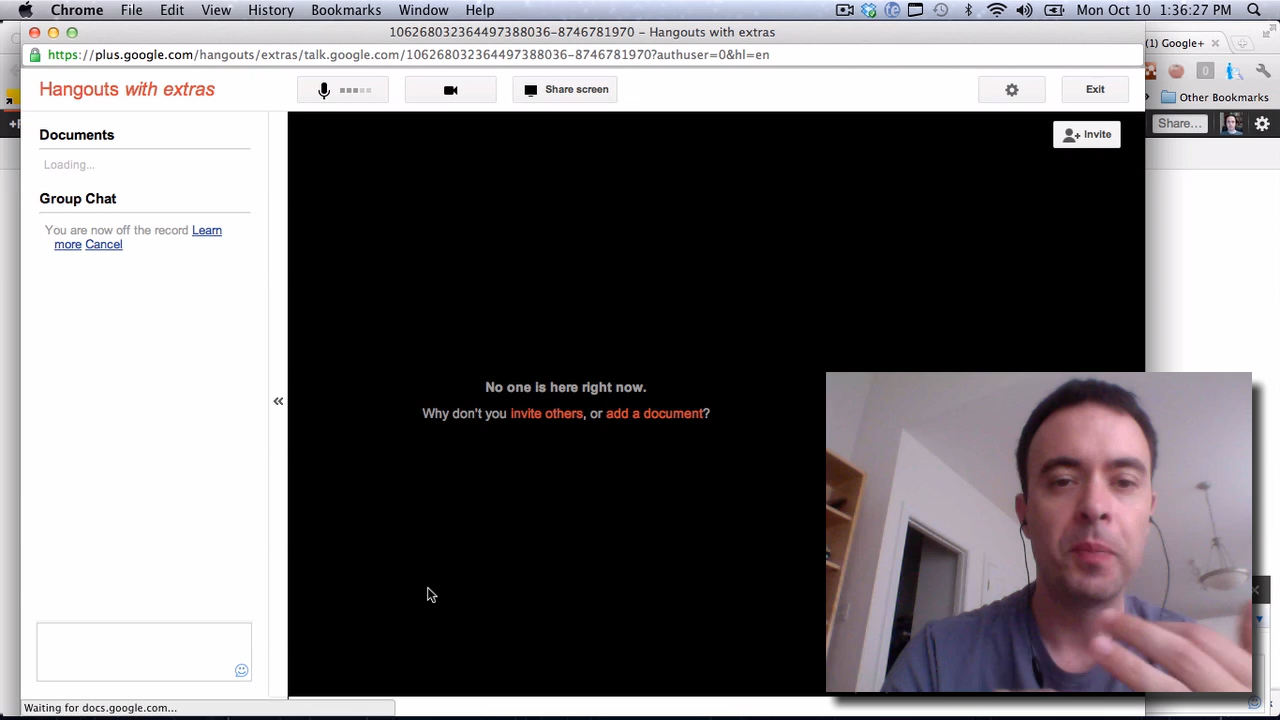 Chrome File Edit View History Bookmarks Window Help Mon Oct 10 1:36:27 PM
106268032364497388036-8746781970 – Hangouts with extras
https://plus.google.com/hangouts/extras/talk.google.com/106268032364497388036-8746781970?authuser=0&hl=en
(1) Google+
Other Bookmarks
Hangouts with extras
Share screen
Exit
Share...
0
Invite
Documents
Loading...
Group Chat
You are now off the record Learn
more Cancel
No one is here right now.
Why don't you invite others, or add a document?
Waiting for docs.google.com...